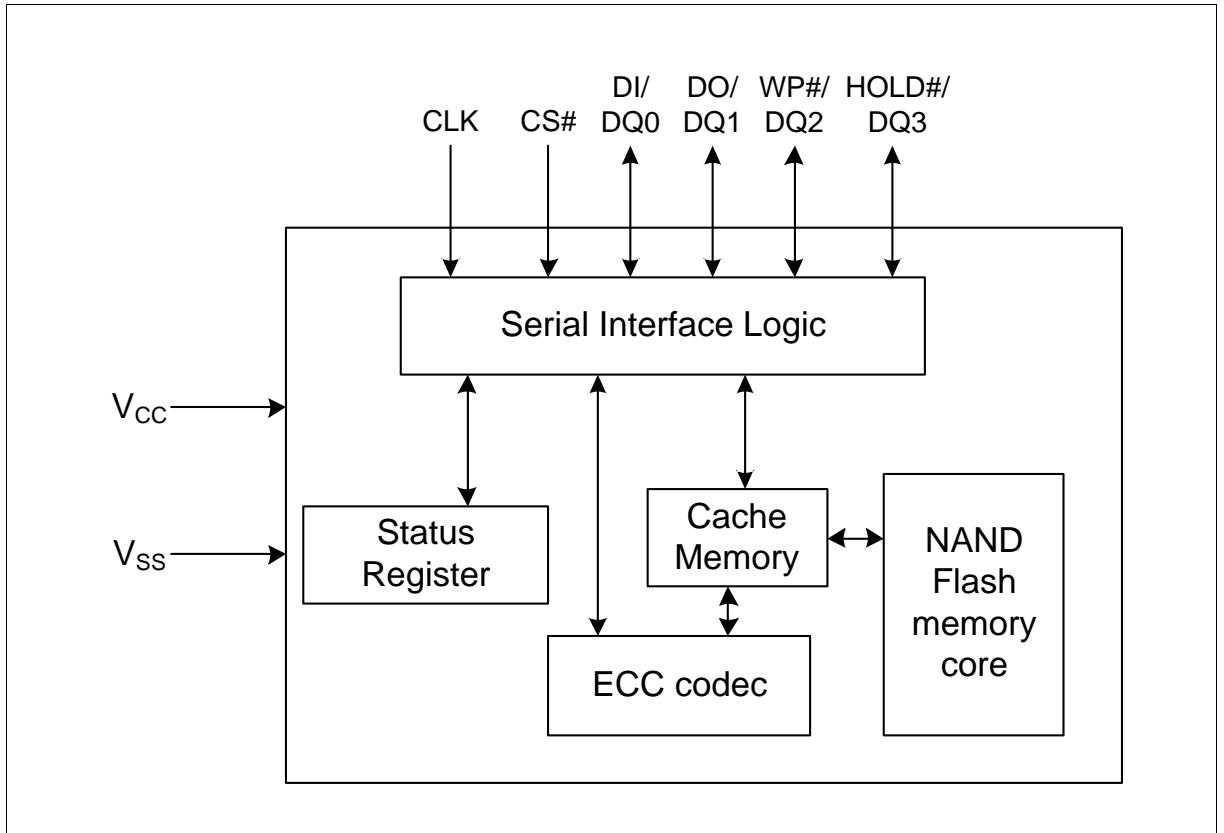 DI/ DO/ WP#/ HOLD#/
CLK CS# DQ0 DQ1 DQ2 DQ3
Serial Interface Logic
VCC
VSS
Status
Register
Cache
Memory
ECC codec
NAND
Flash
memory
core